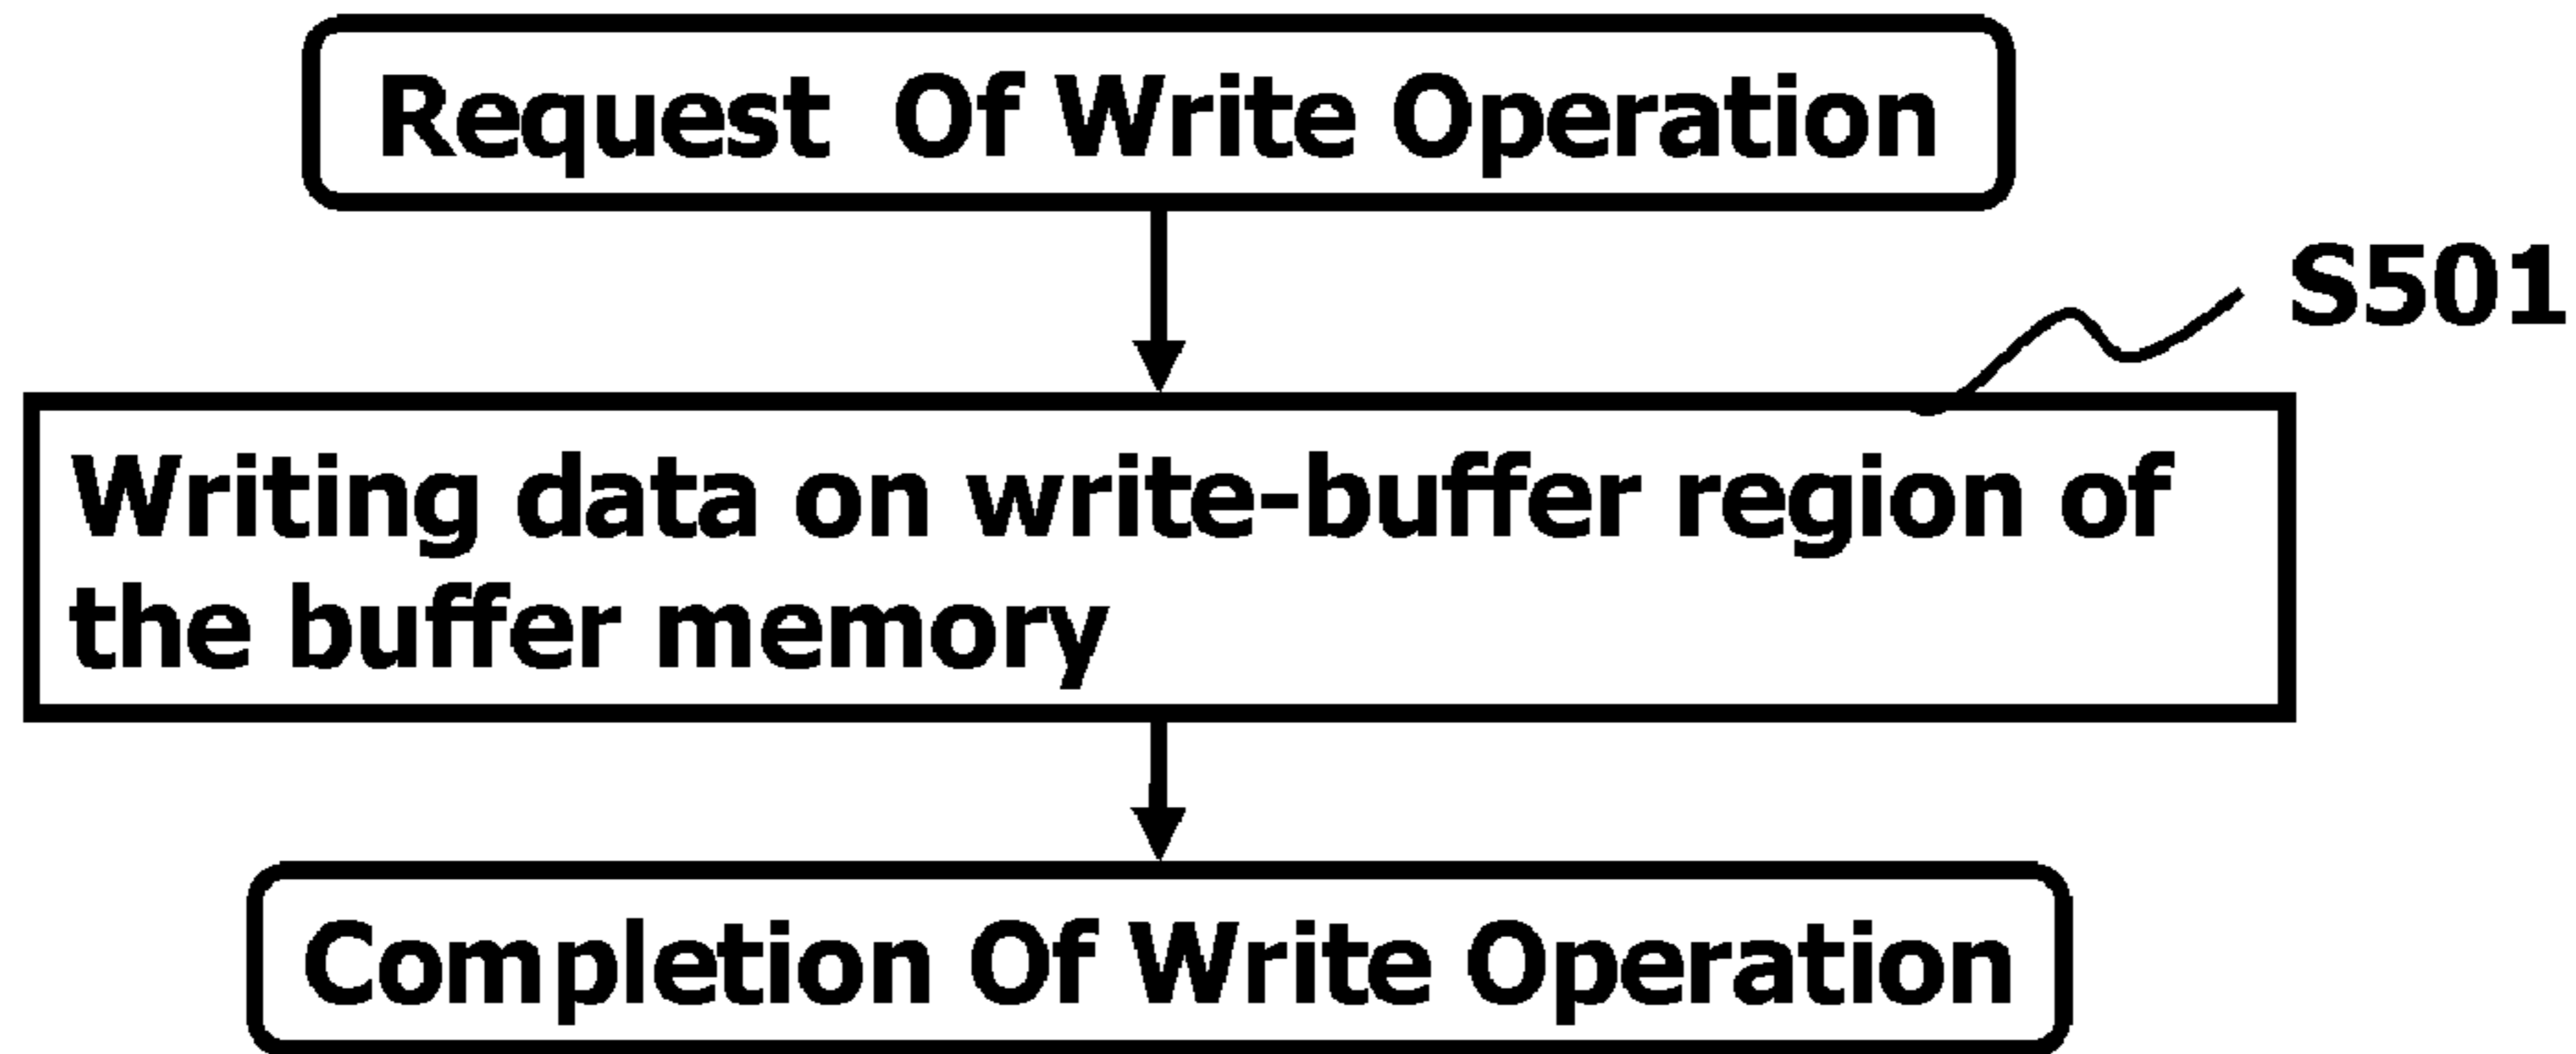 Request Of Write Operation
S501
Writing data on write-buffer region of
the buffer memory
Completion Of Write Operation